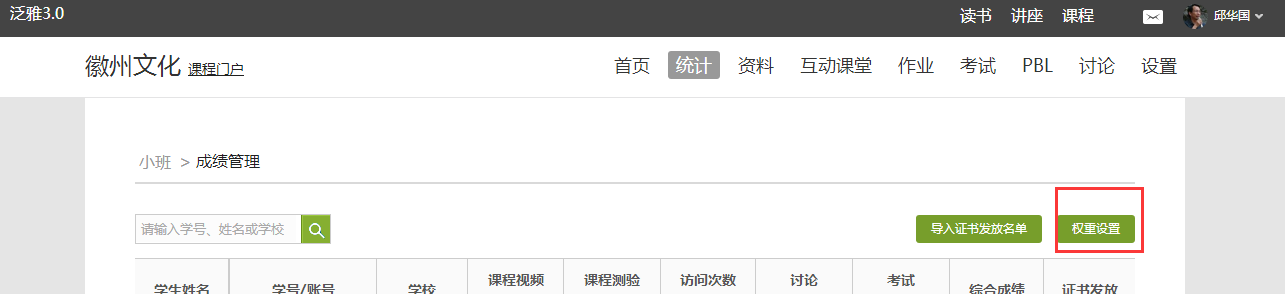 泛雅3.0
读书 讲座 课程 邱华国
徽州文化 课程门户 首页 统计 资料 互动课堂 作业 考试 PBL 讨论 设置
小班 > 成绩管理
请输入学号、姓名或学校 导入证书发放名单 权重设置
学生姓名 学号/账号 学校 课程视频 课程测验 访问次数 讨论 考试 综合成绩 证书发放